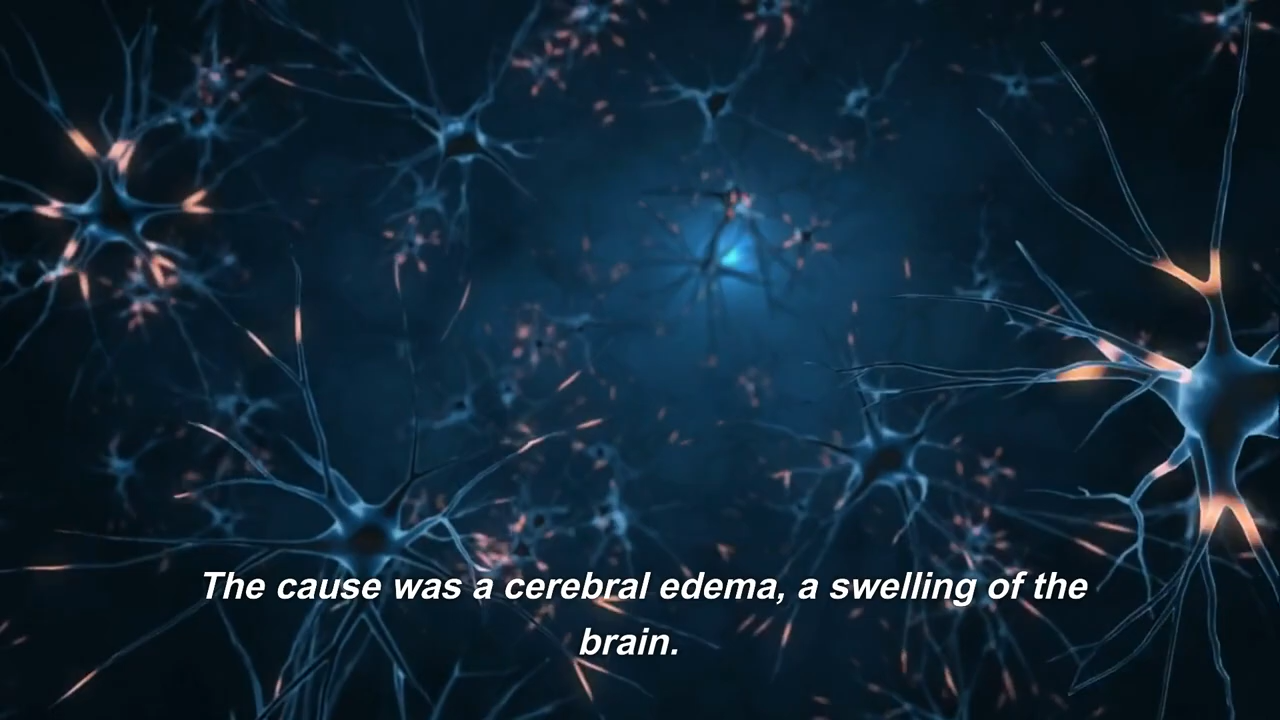 The cause was a cerebral edema, a swelling of the
brain.